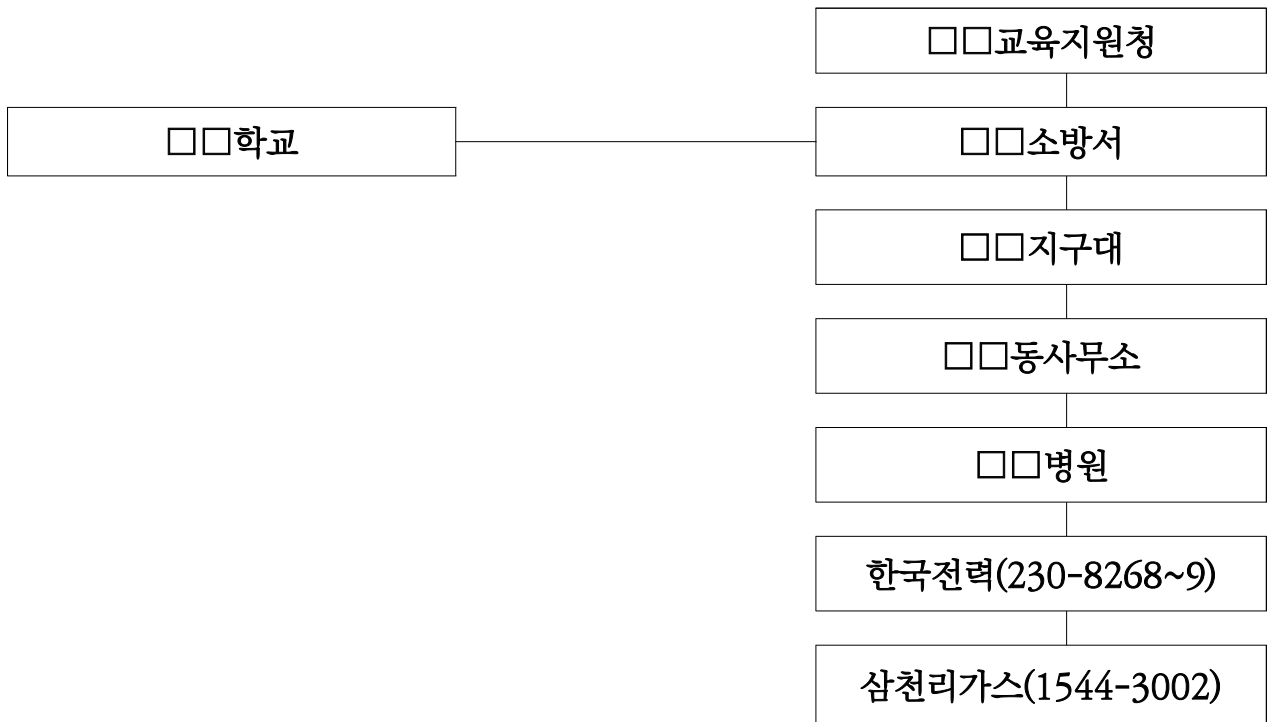 □□교육지원청
□□학교
□□소방서
□□지구대
□□동사무소
□□병원
한국전력(230-8268~9)
삼천리가스(1544-3002)